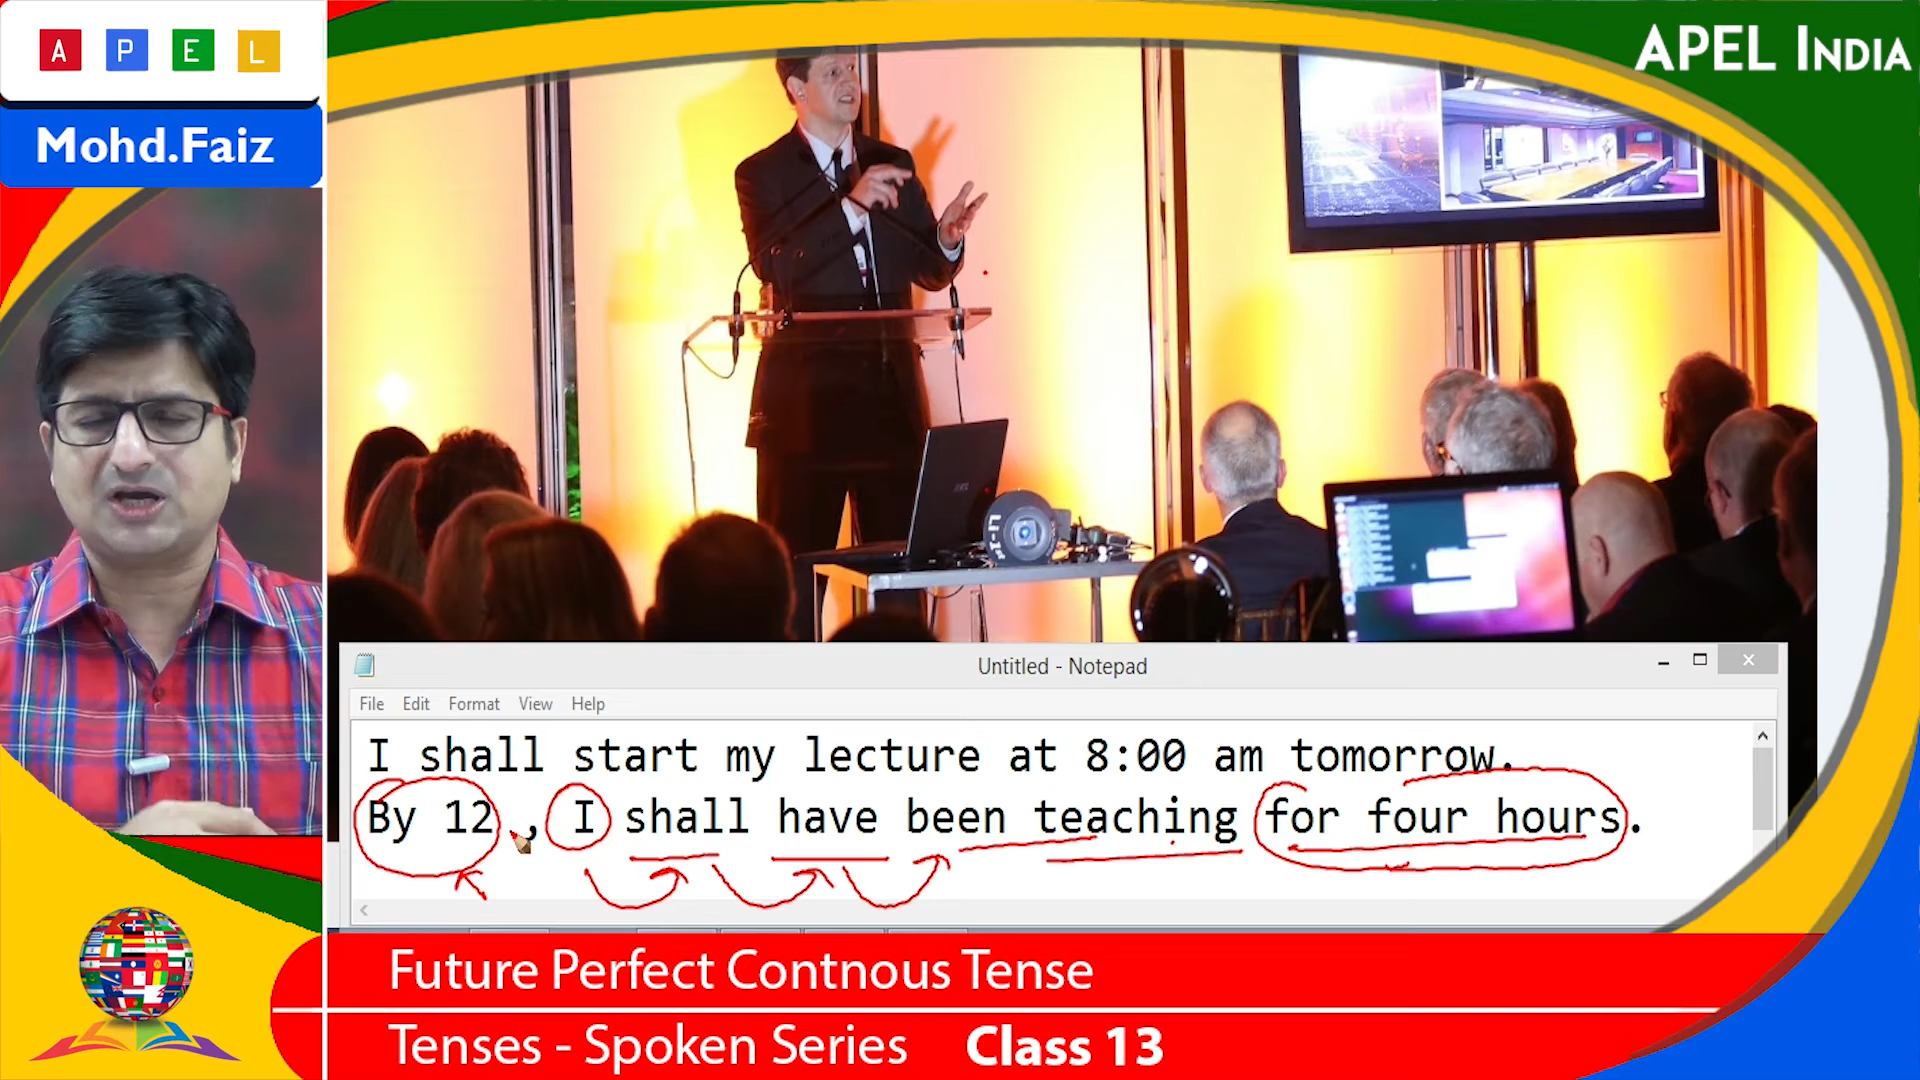 A P E L
APEL INDIA
Mohd.Faiz
Untitled - Notepad
File Edit Format View Help
I shall start my lecture at 8:00 am tomorrow.
By 12 , I shall have been teaching for four hours.
Future Perfect Contnous Tense
Tenses - Spoken Series Class 13